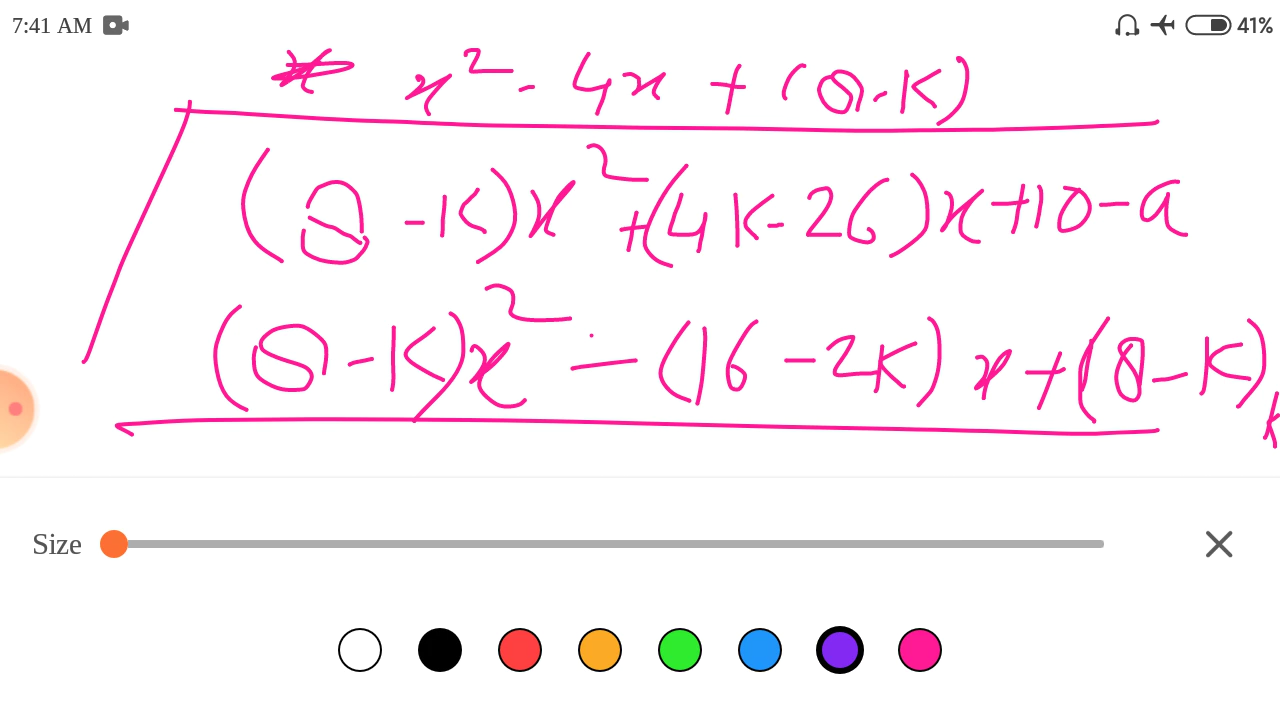 7:41 AM 41%
x² - 4x + (8-K)
(8-K)x² + (4K-26)x+10-a
(8-K)x² - (16-2K)x+(8-K)K
Size